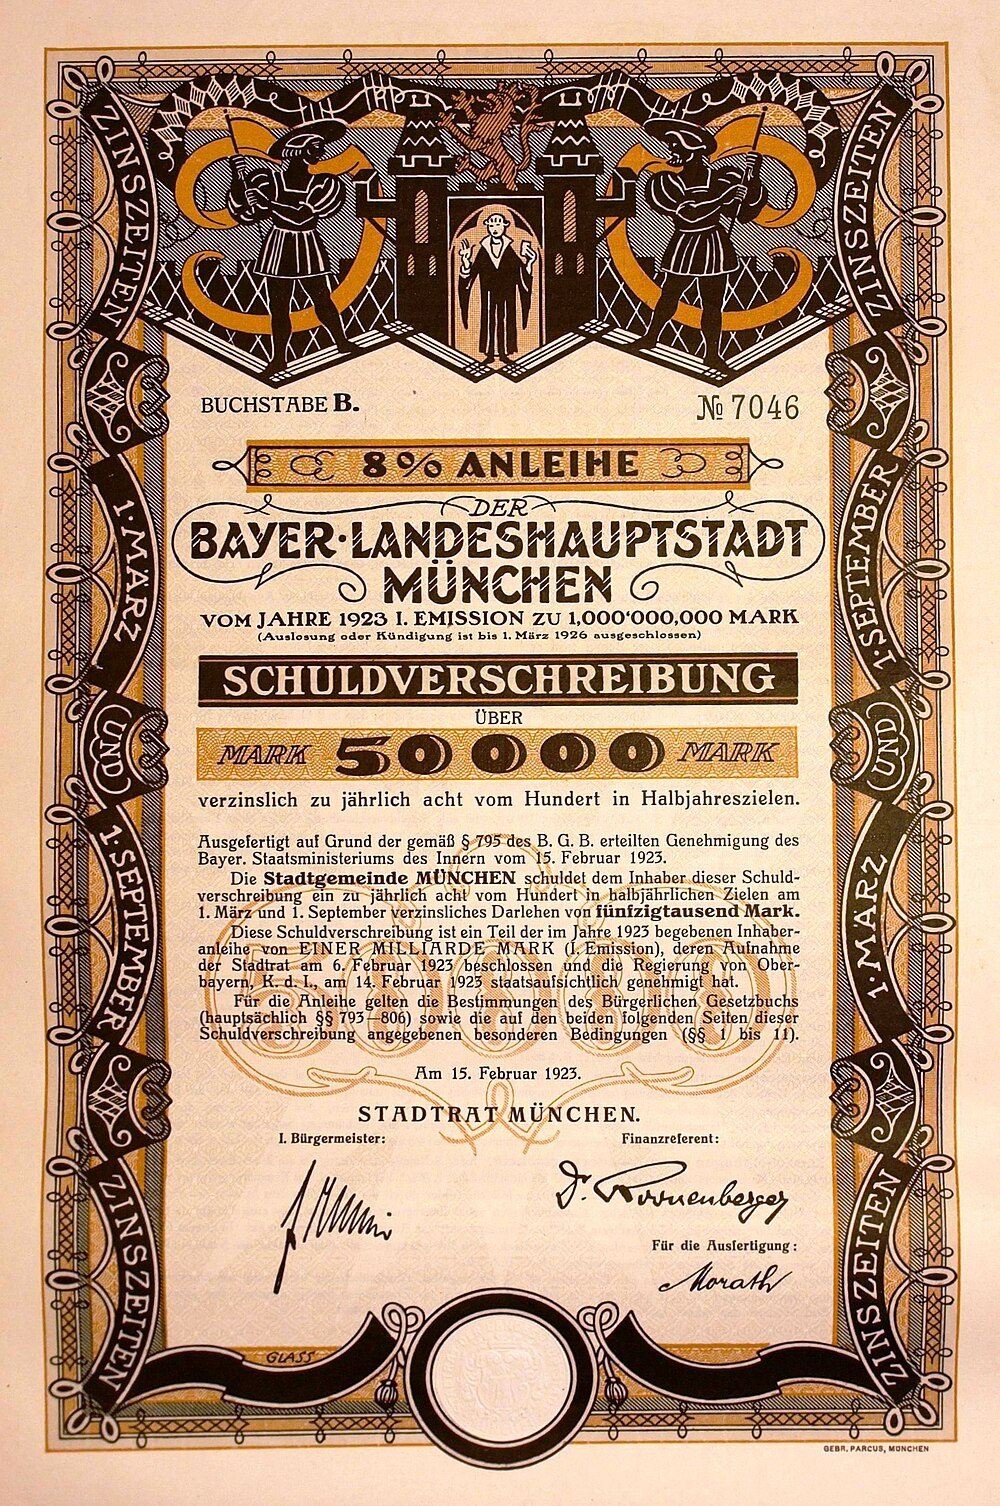 ZINSZEITEN
ZINSZEITEN
BUCHSTABE B.
№ 7046
8% ANLEIHE
DER
BAYER·LANDESHAUPTSTADT
MÜNCHEN
VOM JAHRE 1923 I. EMISSION ZU 1,000'000,000 MARK
(Auslosung oder Kündigung ist bis 1. März 1926 ausgeschlossen)
SCHULDVERSCHREIBUNG
ÜBER
MARK 50000 MARK
verzinslich zu jährlich acht vom Hundert in Halbjahreszielen.
Ausgefertigt auf Grund der gemäß § 795 des B. G. B. erteilten Genehmigung des
Bayer. Staatsministeriums des Innern vom 15. Februar 1923.
Die Stadtgemeinde MÜNCHEN schuldet dem Inhaber dieser Schuld-
verschreibung ein zu jährlich acht vom Hundert in halbjährlichen Zielen am
1. März und 1. September verzinsliches Darlehen von fünfzigtausend Mark.
Diese Schuldverschreibung ist ein Teil der im Jahre 1923 begebenen Inhaber-
anleihe von EINER MILLIARDE MARK (I. Emission), deren Aufnahme
der Stadtrat am 6. Februar 1923 beschlossen und die Regierung von Ober-
bayern, K. d. I., am 14. Februar 1923 staatsaufsichtlich genehmigt hat.
Für die Anleihe gelten die Bestimmungen des Bürgerlichen Gesetzbuchs
(hauptsächlich §§ 793—806) sowie die auf den beiden folgenden Seiten dieser
Schuldverschreibung angegebenen besonderen Bedingungen (§§ 1 bis 11).
50000
Am 15. Februar 1923.
STADTRAT MÜNCHEN.
I. Bürgermeister:
Finanzreferent:
Für die Ausfertigung:
Morath
1. MÄRZ
UND
1. SEPTEMBER
ZINSZEITEN
1. SEPTEMBER
UND
1. MÄRZ
ZINSZEITEN
GLASS
GEBR. PARCUS, MÜNCHEN